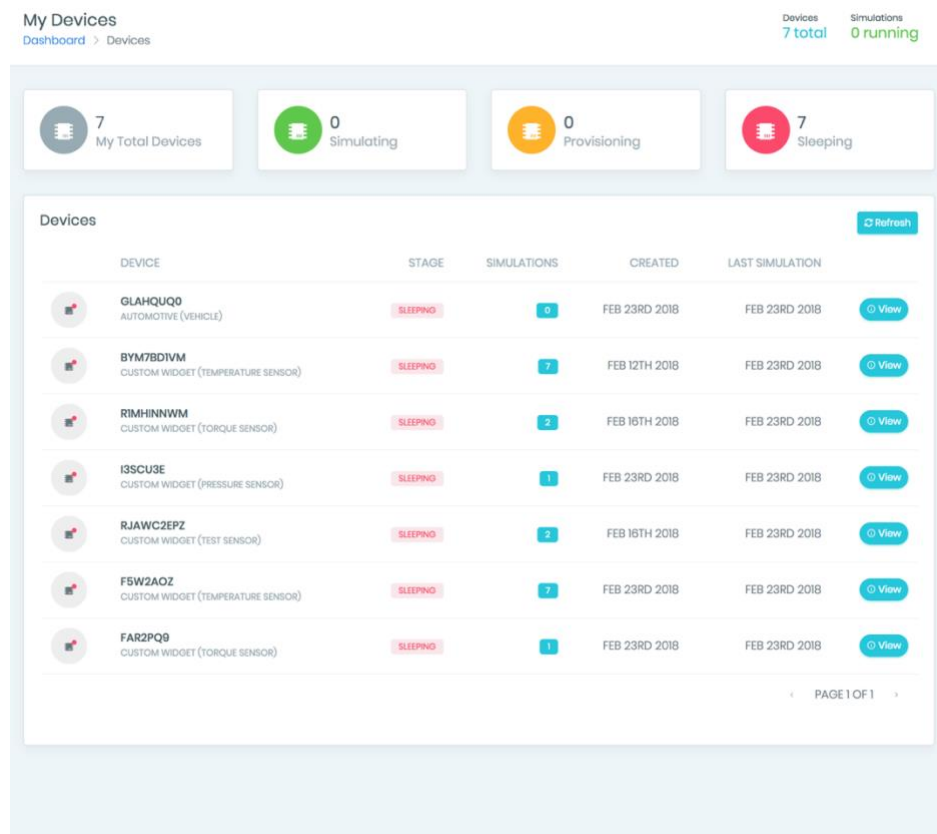 My Devices
Dashboard > Devices
Devices
7 total
Simulations
0 running
7
My Total Devices
0
Simulating
0
Provisioning
7
Sleeping
Devices
Refresh
DEVICE STAGE SIMULATIONS CREATED LAST SIMULATION
GLAHQUQ0 SLEEPING 0 FEB 23RD 2018 FEB 23RD 2018 View
AUTOMOTIVE (VEHICLE)
BYM7BD1VM SLEEPING 7 FEB 12TH 2018 FEB 23RD 2018 View
CUSTOM WIDGET (TEMPERATURE SENSOR)
R1MHINNWM SLEEPING 2 FEB 16TH 2018 FEB 23RD 2018 View
CUSTOM WIDGET (TORQUE SENSOR)
I3SCU3E SLEEPING 1 FEB 23RD 2018 FEB 23RD 2018 View
CUSTOM WIDGET (PRESSURE SENSOR)
RJAWC2EPZ SLEEPING 2 FEB 16TH 2018 FEB 23RD 2018 View
CUSTOM WIDGET (TEST SENSOR)
F5W2AOZ SLEEPING 7 FEB 23RD 2018 FEB 23RD 2018 View
CUSTOM WIDGET (TEMPERATURE SENSOR)
FAR2PQ9 SLEEPING 1 FEB 23RD 2018 FEB 23RD 2018 View
CUSTOM WIDGET (TORQUE SENSOR)
‹ PAGE 1 OF 1 ›